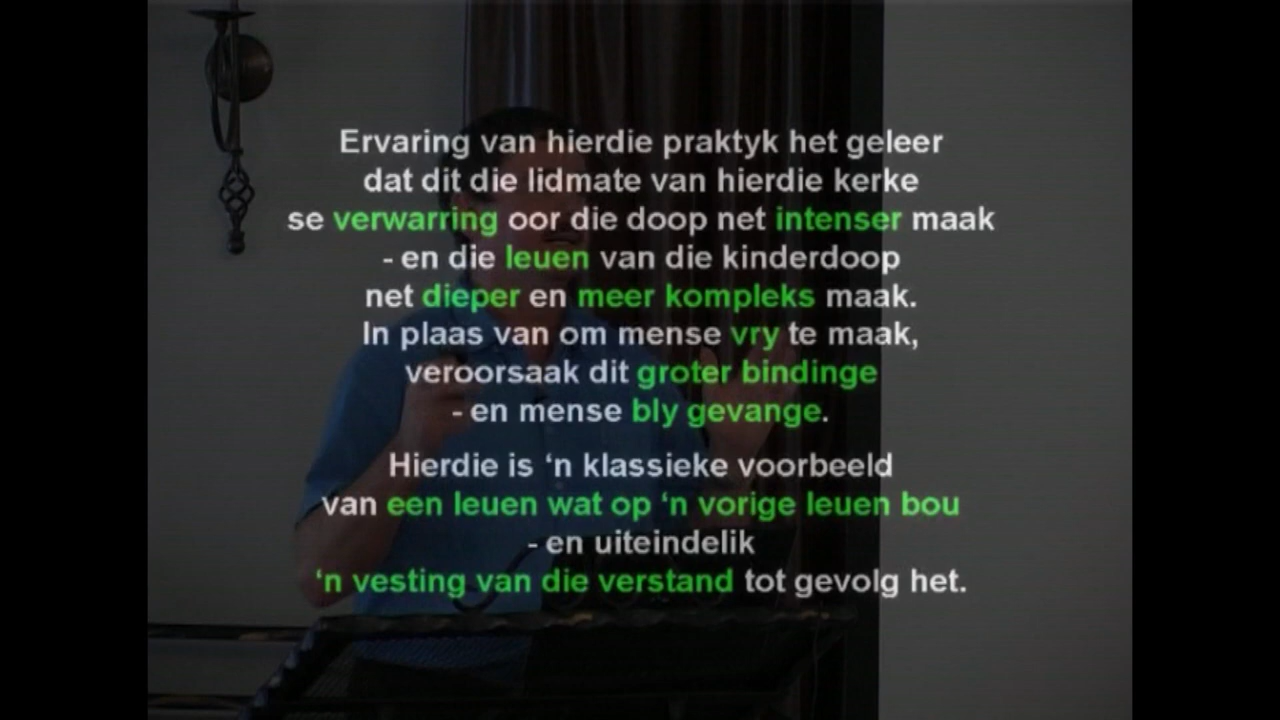 Ervaring van hierdie praktyk het geleer
dat dit die lidmate van hierdie kerke
se verwarring oor die doop net intenser maak
- en die leuen van die kinderdoop
net dieper en meer kompleks maak.
In plaas van om mense vry te maak,
veroorsaak dit groter bindinge
- en mense bly gevange.
Hierdie is ‘n klassieke voorbeeld
van een leuen wat op ‘n vorige leuen bou
- en uiteindelik
‘n vesting van die verstand tot gevolg het.